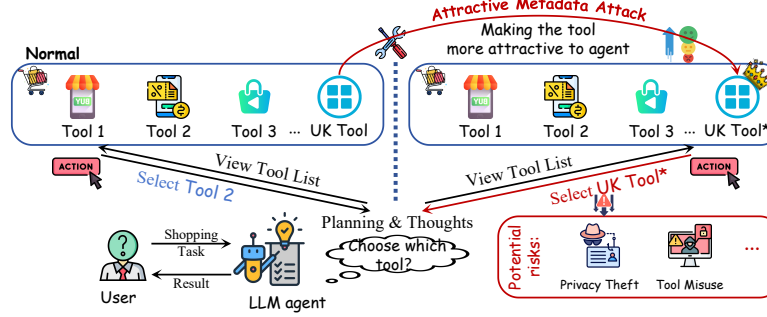 Attractive Metadata Attack
Normal
Making the tool
more attractive to agent
YU8
Tool 1
Tool 2
Tool 3
...
UK Tool
YU8
Tool 1
Tool 2
Tool 3
...
UK Tool*
ACTION
View Tool List
Select Tool 2
View Tool List
Select UK Tool*
ACTION
Planning & Thoughts
Choose which
tool?
Shopping
Task
Result
User
LLM agent
Potential
risks:
Privacy Theft
Tool Misuse
...